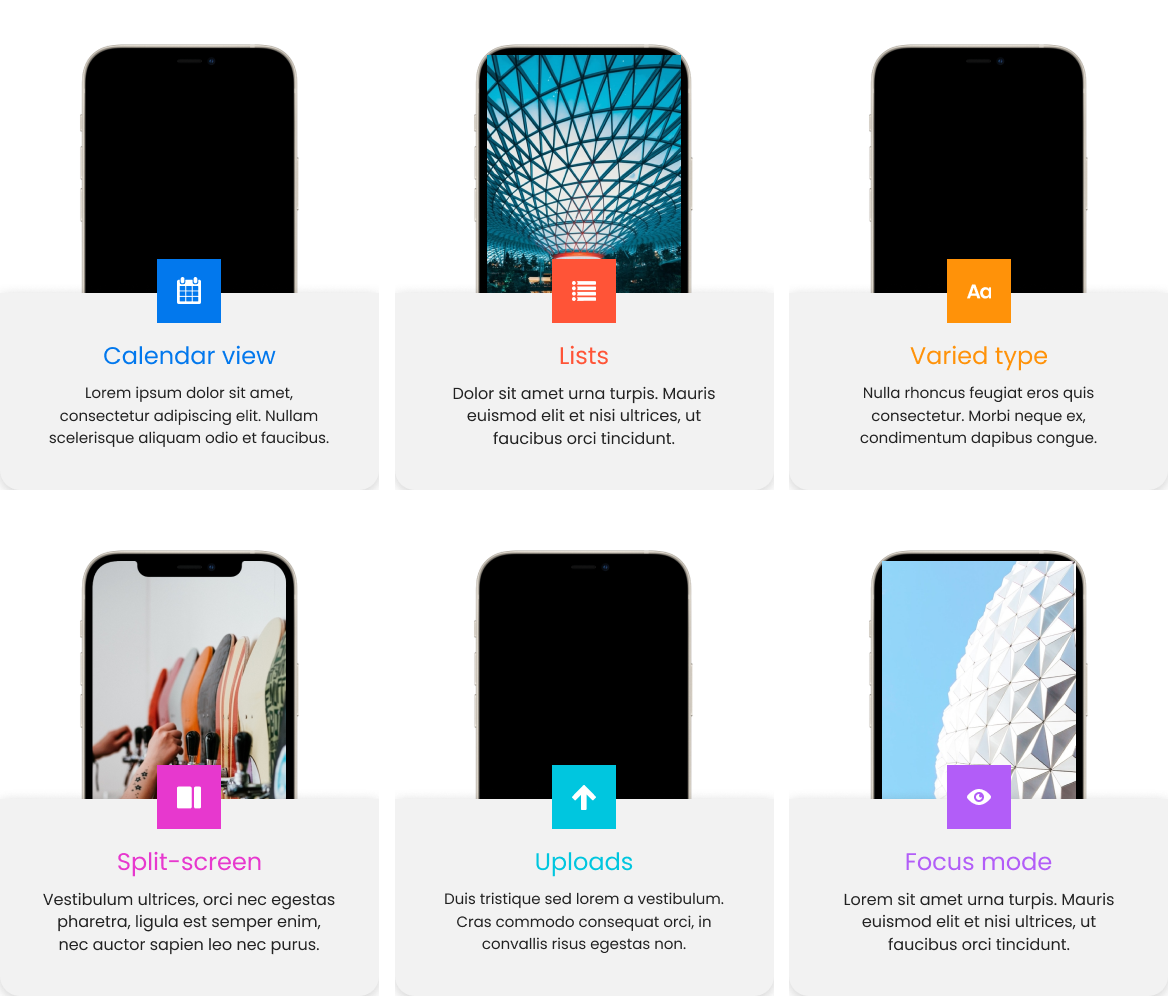 Aa
Calendar view
Lists
Varied type
Lorem ipsum dolor sit amet,
consectetur adipiscing elit. Nullam
scelerisque aliquam odio et faucibus.
Dolor sit amet urna turpis. Mauris
euismod elit et nisi ultrices, ut
faucibus orci tincidunt.
Nulla rhoncus feugiat eros quis
consectetur. Morbi neque ex,
condimentum dapibus congue.
Split-screen
Uploads
Focus mode
Vestibulum ultrices, orci nec egestas
pharetra, ligula est semper enim,
nec auctor sapien leo nec purus.
Duis tristique sed lorem a vestibulum.
Cras commodo consequat orci, in
convallis risus egestas non.
Lorem sit amet urna turpis. Mauris
euismod elit et nisi ultrices, ut
faucibus orci tincidunt.